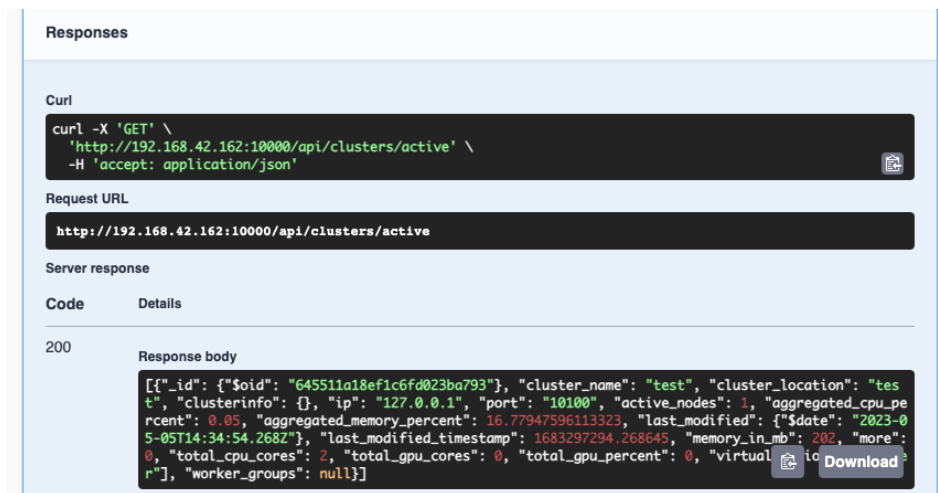 Responses
Curl
curl -X 'GET' \
'http://192.168.42.162:10000/api/clusters/active' \
-H 'accept: application/json'
Request URL
http://192.168.42.162:10000/api/clusters/active
Server response
Code Details
200
Response body
[{"_id": {"$oid": "645511a18ef1c6fd023ba793"}, "cluster_name": "test", "cluster_location": "tes
t", "clusterinfo": {}, "ip": "127.0.0.1", "port": "10100", "active_nodes": 1, "aggregated_cpu_pe
rcent": 0.05, "aggregated_memory_percent": 16.77947596113323, "last_modified": {"$date": "2023-0
5-05T14:34:54.268Z"}, "last_modified_timestamp": 1683297294.268645, "memory_in_mb": 202, "more":
0, "total_cpu_cores": 2, "total_gpu_cores": 0, "total_gpu_percent": 0, "virtual
Download
r"], "worker_groups": null}]